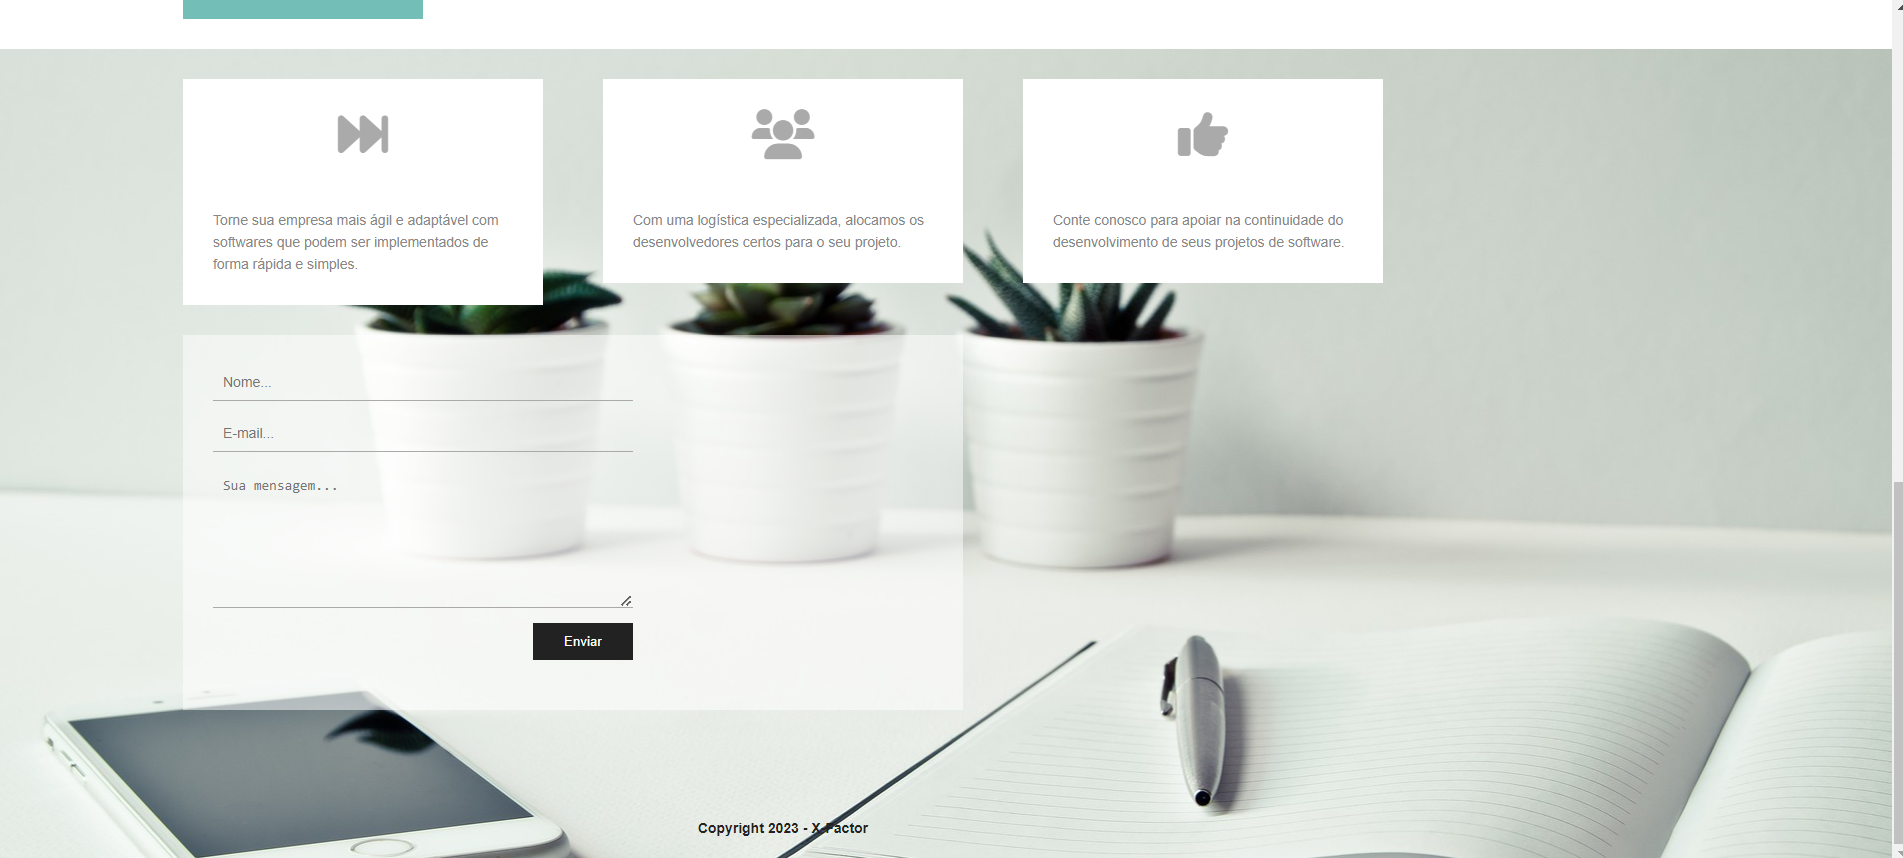 Torne sua empresa mais ágil e adaptável com
softwares que podem ser implementados de
forma rápida e simples.
Com uma logística especializada, alocamos os
desenvolvedores certos para o seu projeto.
Conte conosco para apoiar na continuidade do
desenvolvimento de seus projetos de software.
Nome...
E-mail...
Sua mensagem...
Enviar
Copyright 2023 - X-Factor